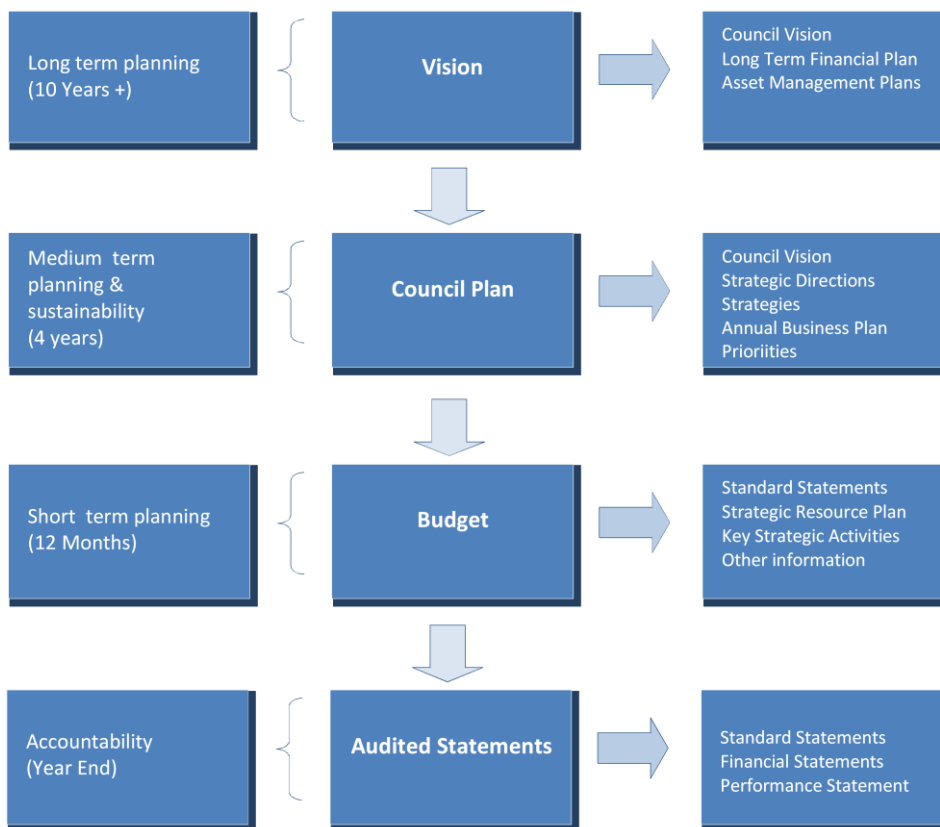 Long term planning
(10 Years +)
Vision
Council Vision
Long Term Financial Plan
Asset Management Plans
Medium term
planning &
sustainability
(4 years)
Council Plan
Council Vision
Strategic Directions
Strategies
Annual Business Plan
Prioriities
Short term planning
(12 Months)
Budget
Standard Statements
Strategic Resource Plan
Key Strategic Activities
Other information
Accountability
(Year End)
Audited Statements
Standard Statements
Financial Statements
Performance Statement